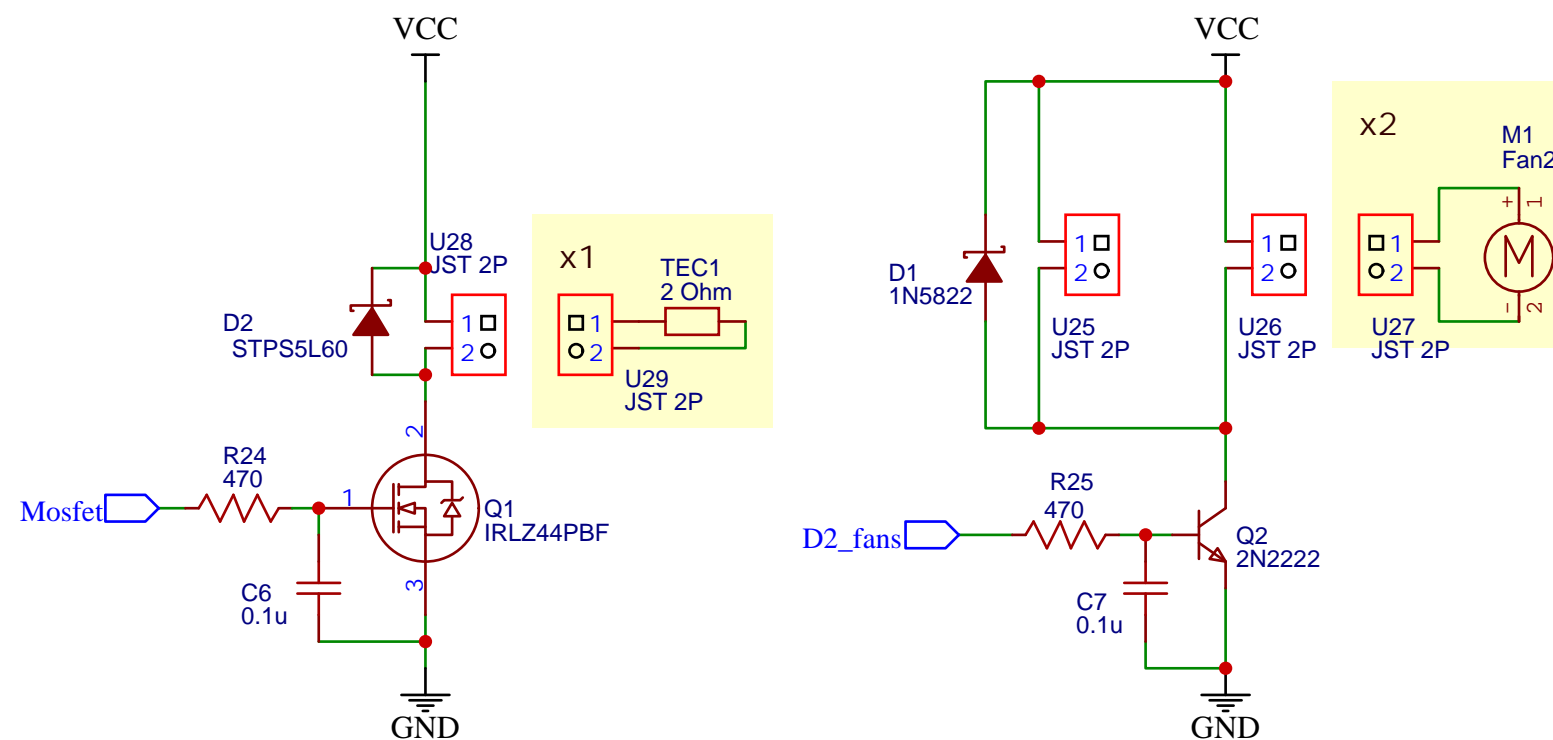 VCC
U28
JST 2P
1
2
D2
STPS5L60
x1
TEC1
2 Ohm
1
2
U29
JST 2P
2
R24
470
Mosfet
1
Q1
IRLZ44PBF
3
C6
0.1u
GND
VCC
D1
1N5822
1
2
U25
JST 2P
1
2
U26
JST 2P
x2
M1
Fan2
1
2
U27
JST 2P
+
1
M
-
2
R25
470
D2_fans
Q2
2N2222
C7
0.1u
GND